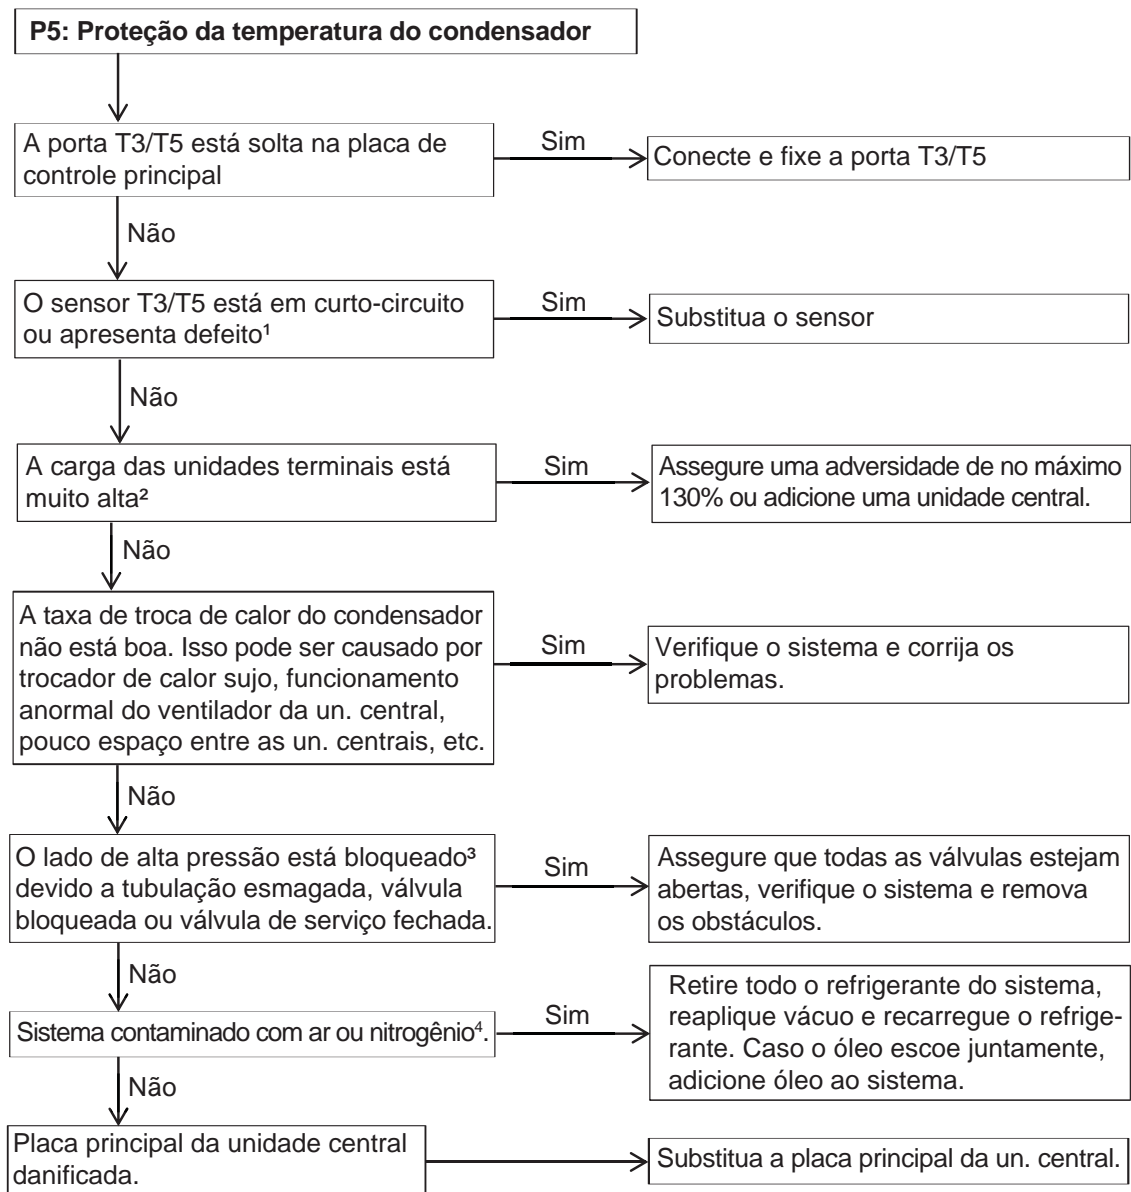 P5: Proteção da temperatura do condensador
A porta T3/T5 está solta na placa de
controle principal
Sim
Conecte e fixe a porta T3/T5
Não
O sensor T3/T5 está em curto-circuito
ou apresenta defeito¹
Sim
Substitua o sensor
Não
A carga das unidades terminais está
muito alta²
Sim
Assegure uma adversidade de no máximo
130% ou adicione uma unidade central.
Não
A taxa de troca de calor do condensador
não está boa. Isso pode ser causado por
trocador de calor sujo, funcionamento
anormal do ventilador da un. central,
pouco espaço entre as un. centrais, etc.
Sim
Verifique o sistema e corrija os
problemas.
Não
O lado de alta pressão está bloqueado³
devido a tubulação esmagada, válvula
bloqueada ou válvula de serviço fechada.
Sim
Assegure que todas as válvulas estejam
abertas, verifique o sistema e remova
os obstáculos.
Não
Sistema contaminado com ar ou nitrogênio⁴.
Sim
Retire todo o refrigerante do sistema,
reaplique vácuo e recarregue o refrige-
rante. Caso o óleo escoe juntamente,
adicione óleo ao sistema.
Não
Placa principal da unidade central
danificada.
Substitua a placa principal da un. central.